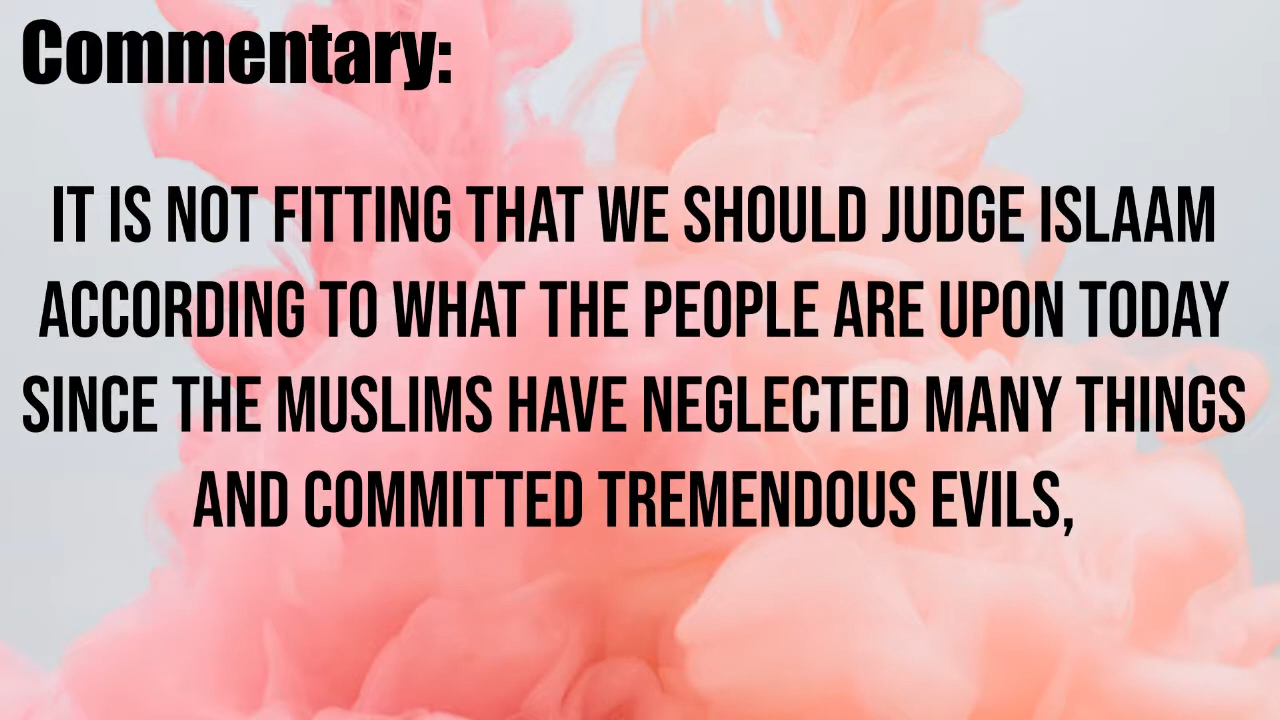 Commentary:
IT IS NOT FITTING THAT WE SHOULD JUDGE ISLAAM
ACCORDING TO WHAT THE PEOPLE ARE UPON TODAY
SINCE THE MUSLIMS HAVE NEGLECTED MANY THINGS
AND COMMITTED TREMENDOUS EVILS,